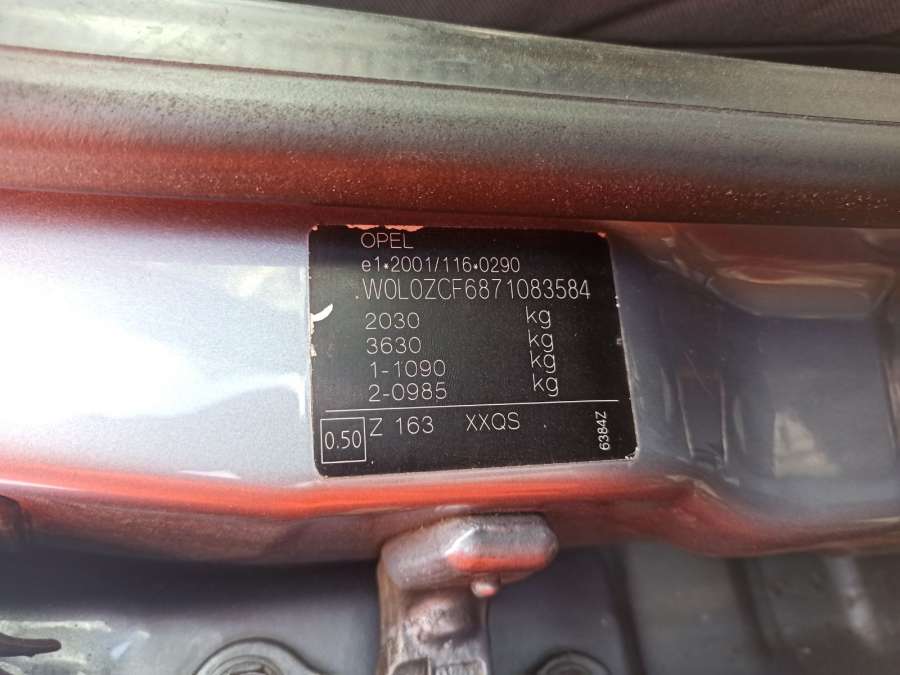 OPEL
e1*2001/116*0290
.W0L0ZCF6871083584
2030 kg
3630 kg
1-1090 kg
2-0985 kg
0.50 Z 163 XXQS 6384Z